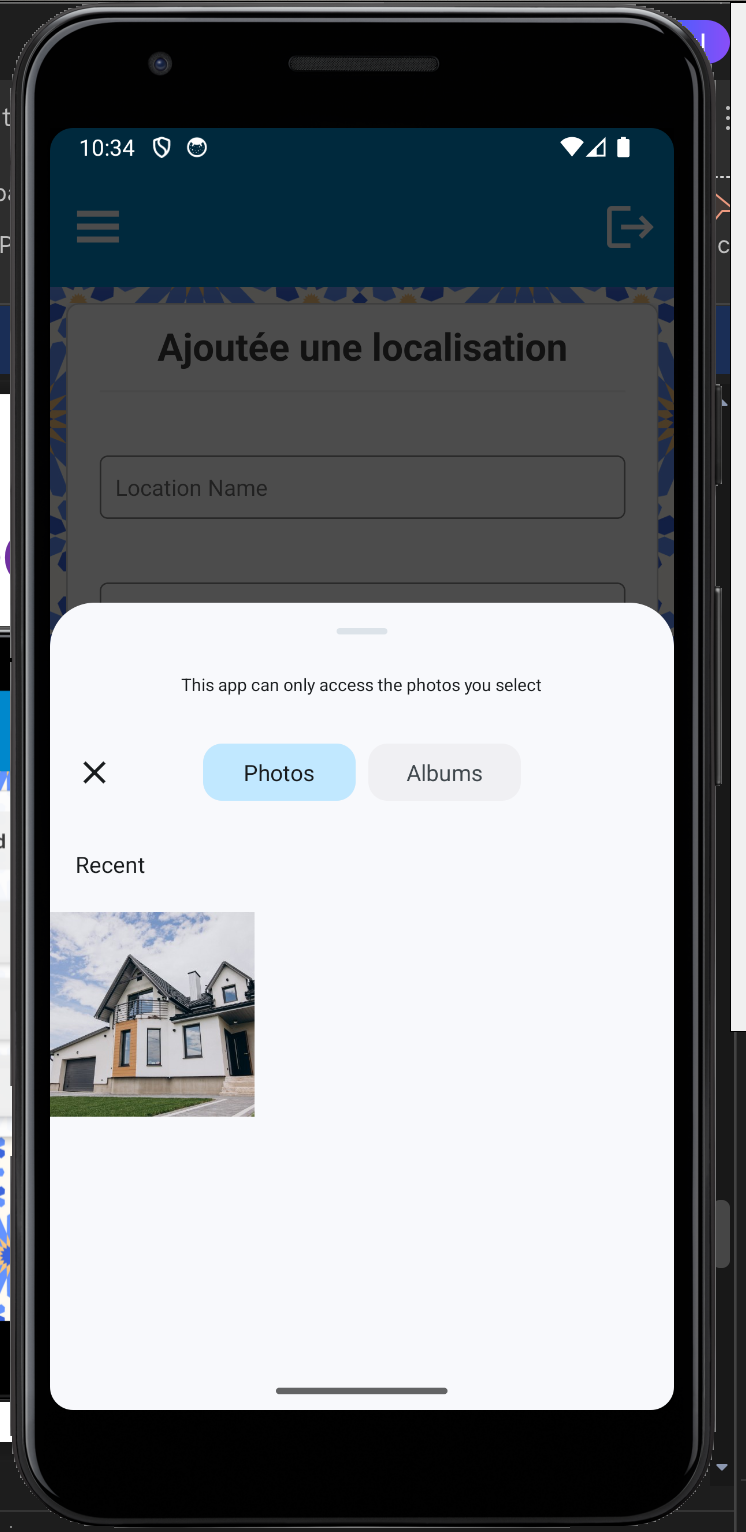 10:34
Ajoutée une localisation
Location Name
This app can only access the photos you select
Photos
Albums
Recent